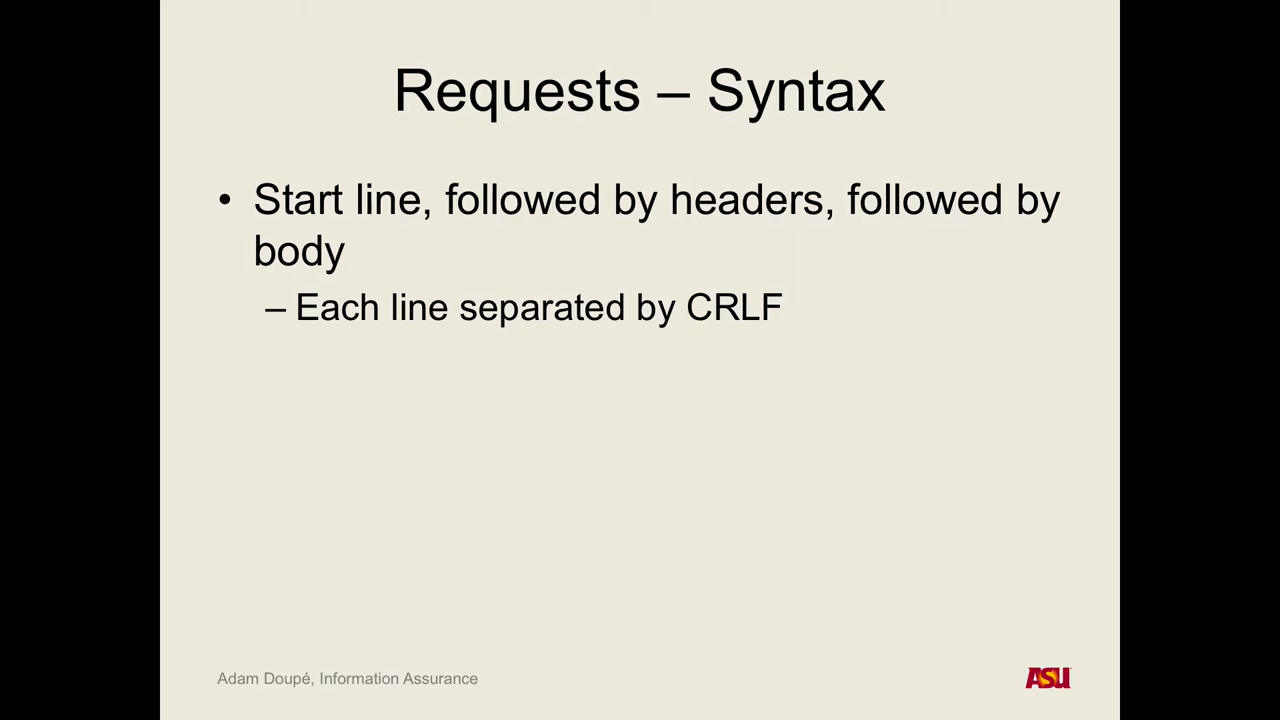 Requests – Syntax
• Start line, followed by headers, followed by
body
– Each line separated by CRLF
Adam Doupé, Information Assurance
ASU